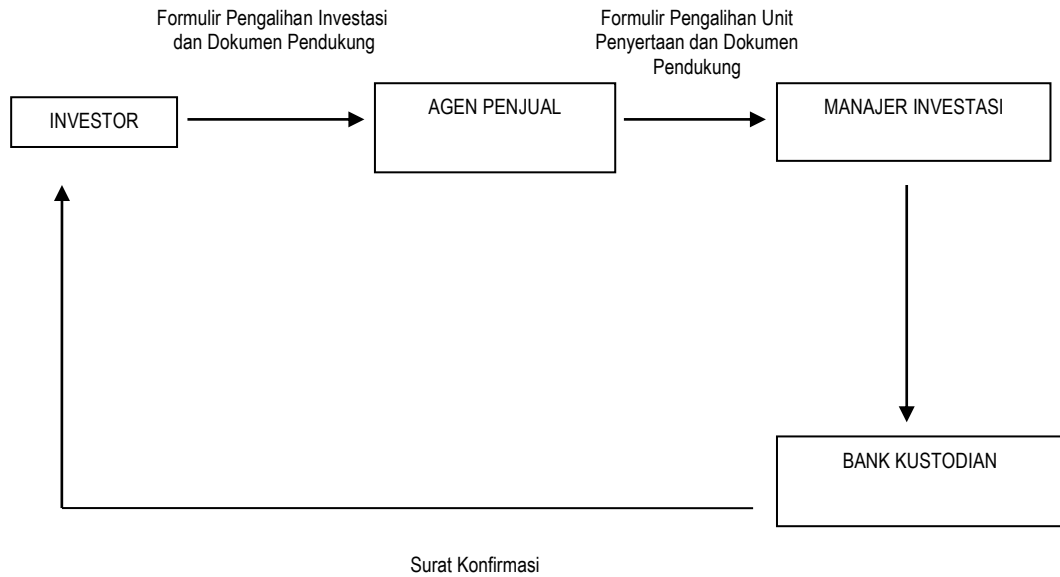 Formulir Pengalihan Investasi
dan Dokumen Pendukung
Formulir Pengalihan Unit
Penyertaan dan Dokumen
Pendukung
INVESTOR
AGEN PENJUAL
MANAJER INVESTASI
BANK KUSTODIAN
Surat Konfirmasi